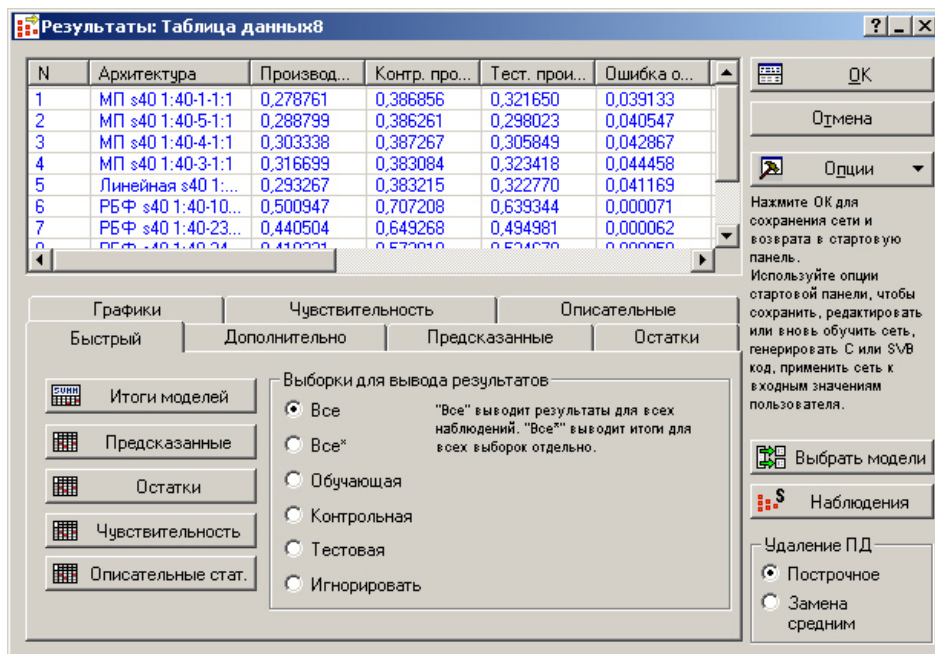 Результаты: Таблица данных8
N Архитектура Производ... Контр. про... Тест. прои... Ошибка о...
1 МП s40 1:40-1-1:1 0,278761 0,386856 0,321650 0,039133
2 МП s40 1:40-5-1:1 0,288799 0,386261 0,298023 0,040547
3 МП s40 1:40-4-1:1 0,303338 0,387267 0,305849 0,042867
4 МП s40 1:40-3-1:1 0,316699 0,383084 0,323418 0,044458
5 Линейная s40 1:... 0,293267 0,383215 0,322770 0,041169
6 РБФ s40 1:40-10... 0,500947 0,707208 0,639344 0,000071
7 РБФ s40 1:40-23... 0,440504 0,649268 0,494981 0,000062
Графики Чувствительность Описательные
Быстрый Дополнительно Предсказанные Остатки
Итоги моделей
Предсказанные
Остатки
Чувствительность
Описательные стат.
Выборки для вывода результатов
Все
Все*
Обучающая
Контрольная
Тестовая
Игнорировать
"Все" выводит результаты для всех
наблюдений. "Все*" выводит итоги для
всех выборок отдельно.
ОК
Отмена
Опции
Нажмите ОК для
сохранения сети и
возврата в стартовую
панель.
Используйте опции
стартовой панели, чтобы
сохранить, редактировать
или вновь обучить сеть,
генерировать С или SVB
код, применить сеть к
входным значениям
пользователя.
Выбрать модели
S Наблюдения
Удаление ПД
Построчное
Замена
средним